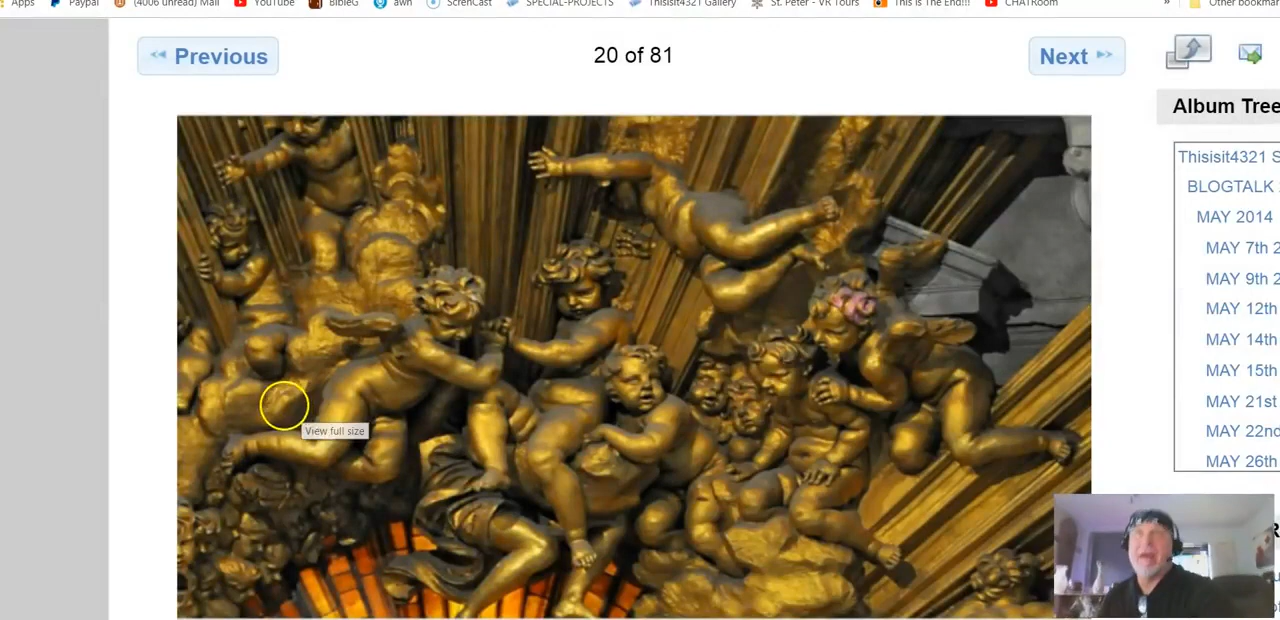 Apps Paypal (4006 unread) Mail YouTube BibleG awn ScrenCast SPECIAL-PROJECTS Thisisit4321 Gallery St. Peter - VR Tours This Is The End!!! CHATRoom » Other bookmar
Previous 20 of 81 Next
Album Tree
Thisisit4321 S
BLOGTALK
MAY 2014
MAY 7th 2
MAY 9th 2
MAY 12th
MAY 14th
MAY 15th
MAY 21st
MAY 22nd
MAY 26th
View full size